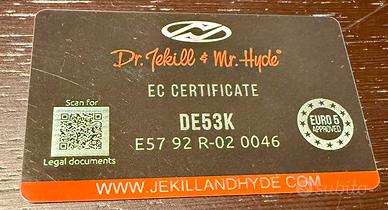 Dr. Jekill & Mr. Hyde®
EC CERTIFICATE
Scan for
Legal documents
DE53K
E57 92 R-02 0046
EURO 5
APPROVED
WWW.JEKILLANDHYDE.COM
subito